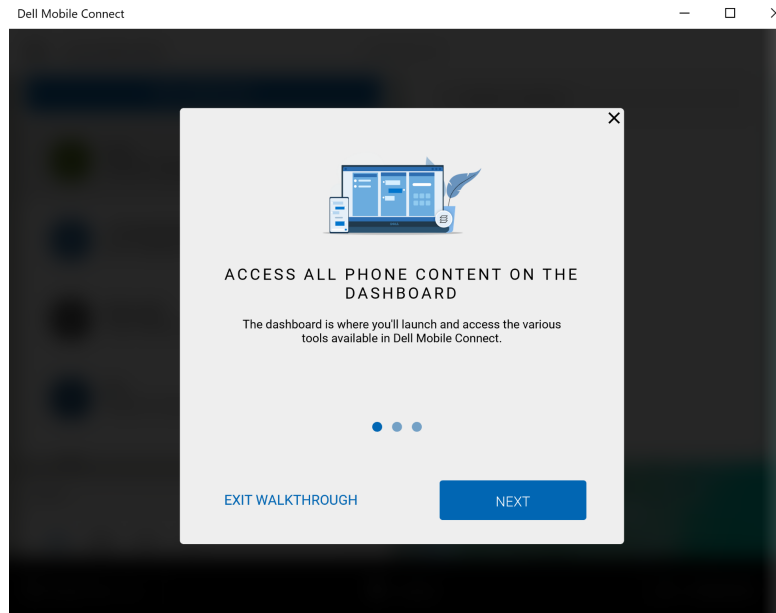 Dell Mobile Connect
ACCESS ALL PHONE CONTENT ON THE
DASHBOARD
The dashboard is where you'll launch and access the various
tools available in Dell Mobile Connect.
EXIT WALKTHROUGH
NEXT